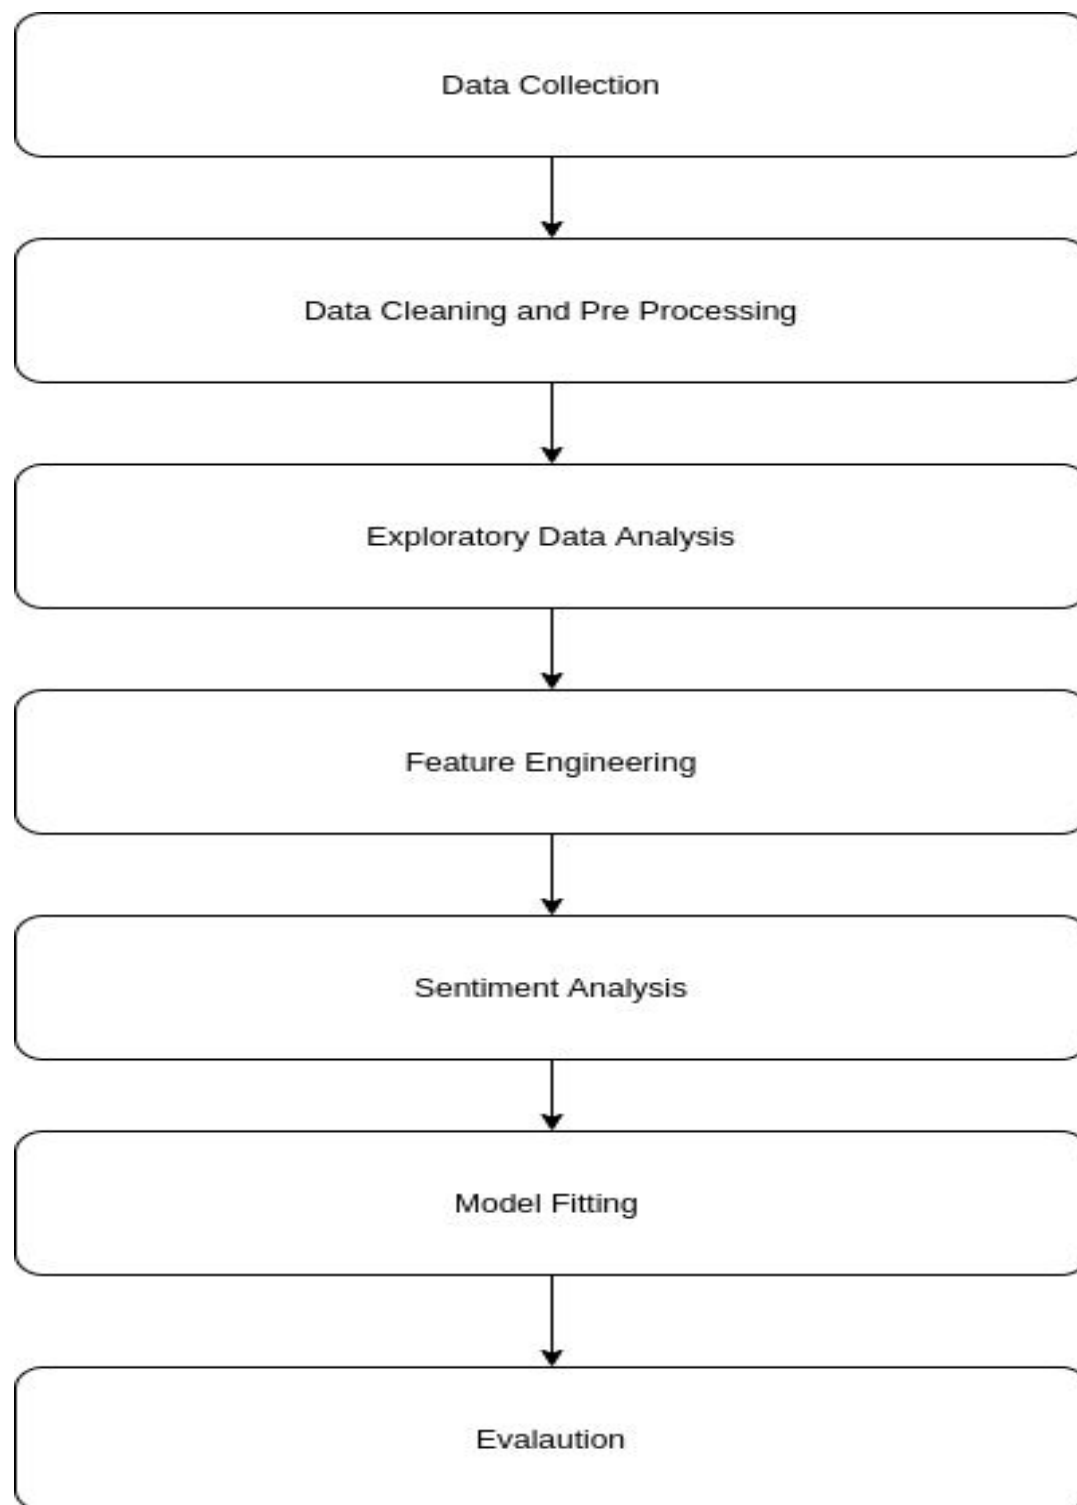 Data Collection
Data Cleaning and Pre Processing
Exploratory Data Analysis
Feature Engineering
Sentiment Analysis
Model Fitting
Evalaution